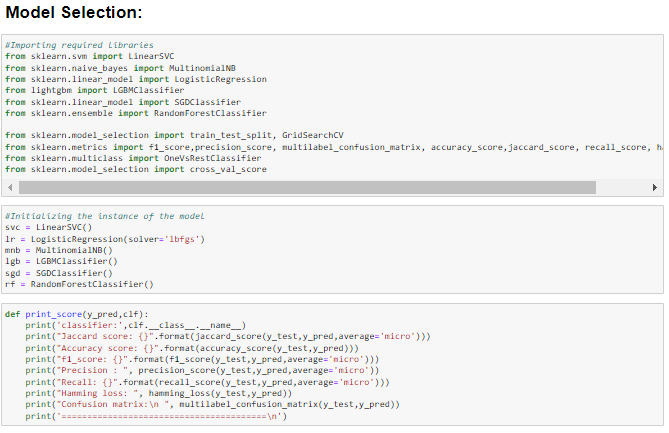 Model Selection:
#Importing required libraries
from sklearn.svm import LinearSVC
from sklearn.naive_bayes import MultinomialNB
from sklearn.linear_model import LogisticRegression
from lightgbm import LGBMClassifier
from sklearn.linear_model import SGDClassifier
from sklearn.ensemble import RandomForestClassifier
from sklearn.model_selection import train_test_split, GridSearchCV
from sklearn.metrics import f1_score,precision_score, multilabel_confusion_matrix, accuracy_score,jaccard_score, recall_score, h
from sklearn.multiclass import OneVsRestClassifier
from sklearn.model_selection import cross_val_score
#Initializing the instance of the model
svc = LinearSVC()
lr = LogisticRegression(solver='lbfgs')
mnb = MultinomialNB()
lgb = LGBMClassifier()
sgd = SGDClassifier()
rf = RandomForestClassifier()
def print_score(y_pred,clf):
    print('classifier:',clf.__class__.__name__)
    print("Jaccard score: {}".format(jaccard_score(y_test,y_pred,average='micro')))
    print("Accuracy score: {}".format(accuracy_score(y_test,y_pred)))
    print("f1_score: {}".format(f1_score(y_test,y_pred,average='micro')))
    print("Precision : ", precision_score(y_test,y_pred,average='micro'))
    print("Recall: {}".format(recall_score(y_test,y_pred,average='micro')))
    print("Hamming loss: ", hamming_loss(y_test,y_pred))
    print("Confusion matrix:\n ", multilabel_confusion_matrix(y_test,y_pred))
    print('========================================\n')